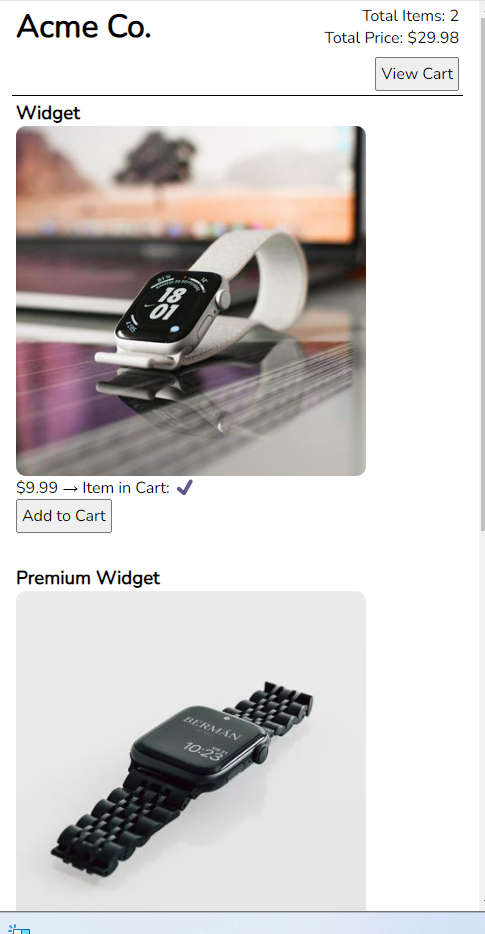 Acme Co.
Total Items: 2
Total Price: $29.98
View Cart
Widget
18
01
$9.99 → Item in Cart: ✔
Add to Cart
Premium Widget
BERMÁN
10:23